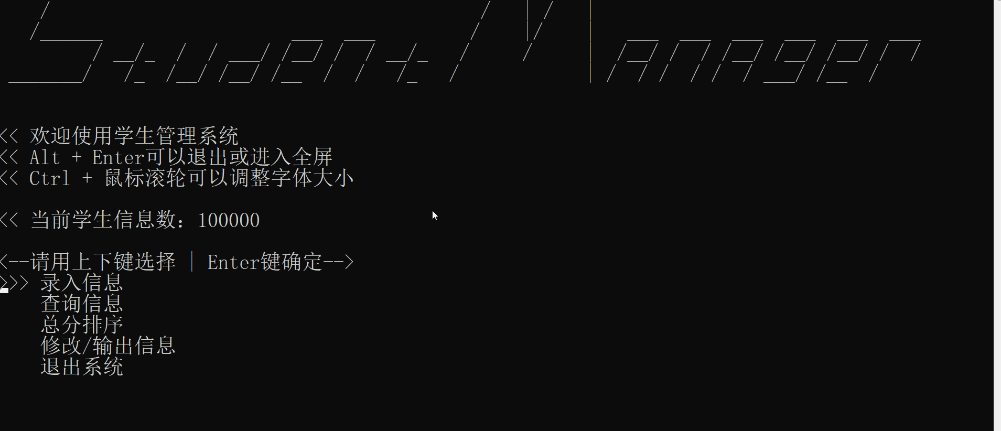 Student Manager
<< 欢迎使用学生管理系统
<< Alt + Enter可以退出或进入全屏
<< Ctrl + 鼠标滚轮可以调整字体大小
<< 当前学生信息数：100000
<--请用上下键选择 | Enter键确定-->
>>> 录入信息
查询信息
总分排序
修改/输出信息
退出系统